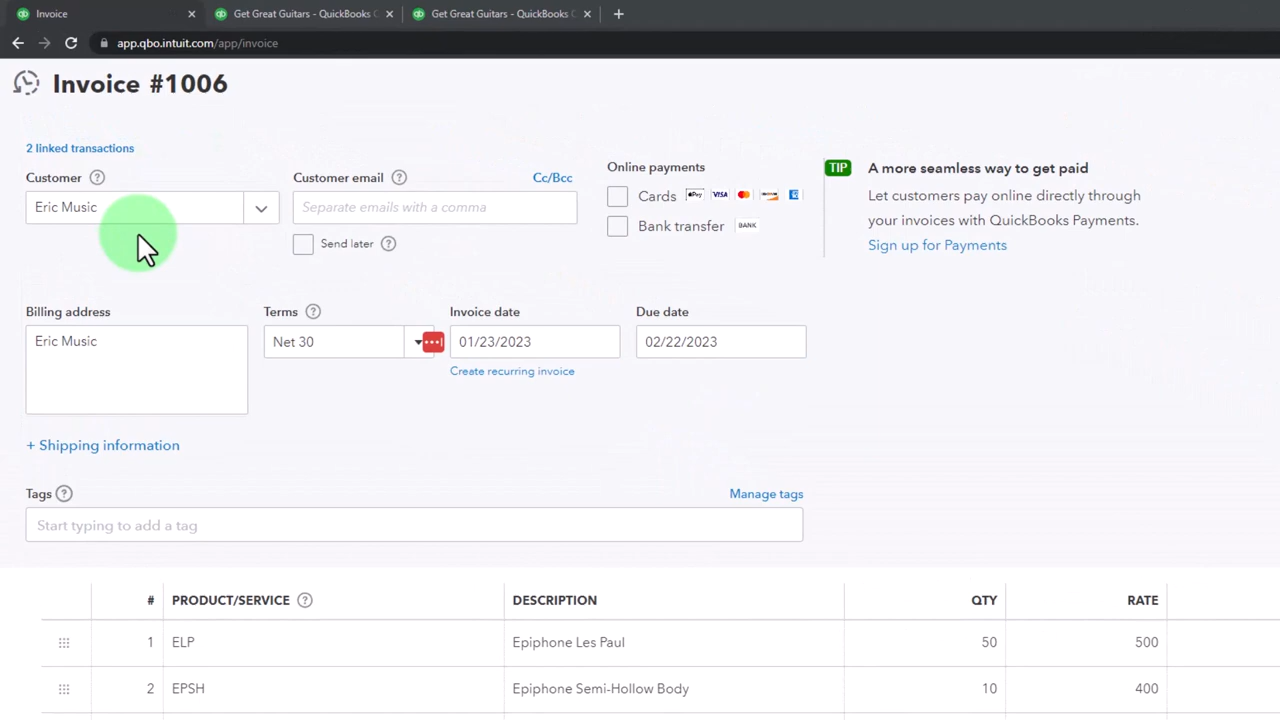 Invoice
Get Great Guitars - QuickBooks C
Get Great Guitars - QuickBooks C
app.qbo.intuit.com/app/invoice
Invoice #1006
2 linked transactions
Customer
Eric Music
Customer email Cc/Bcc
Separate emails with a comma
Send later
Online payments
Cards Pay VISA
Bank transfer BANK
TIP A more seamless way to get paid
Let customers pay online directly through
your invoices with QuickBooks Payments.
Sign up for Payments
Billing address
Eric Music
Terms
Net 30
Invoice date
01/23/2023
Create recurring invoice
Due date
02/22/2023
+ Shipping information
Tags Manage tags
Start typing to add a tag
# PRODUCT/SERVICE DESCRIPTION QTY RATE
1 ELP Epiphone Les Paul 50 500
2 EPSH Epiphone Semi-Hollow Body 10 400